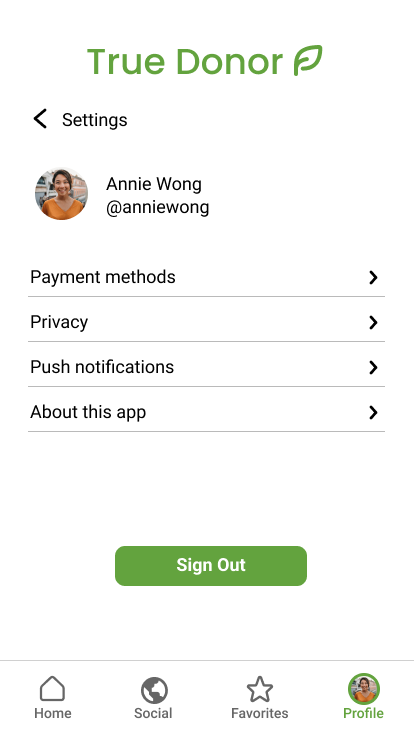 True Donor
Settings
Annie Wong
@anniewong
Payment methods
Privacy
Push notifications
About this app
Sign Out
Home
Social
Favorites
Profile